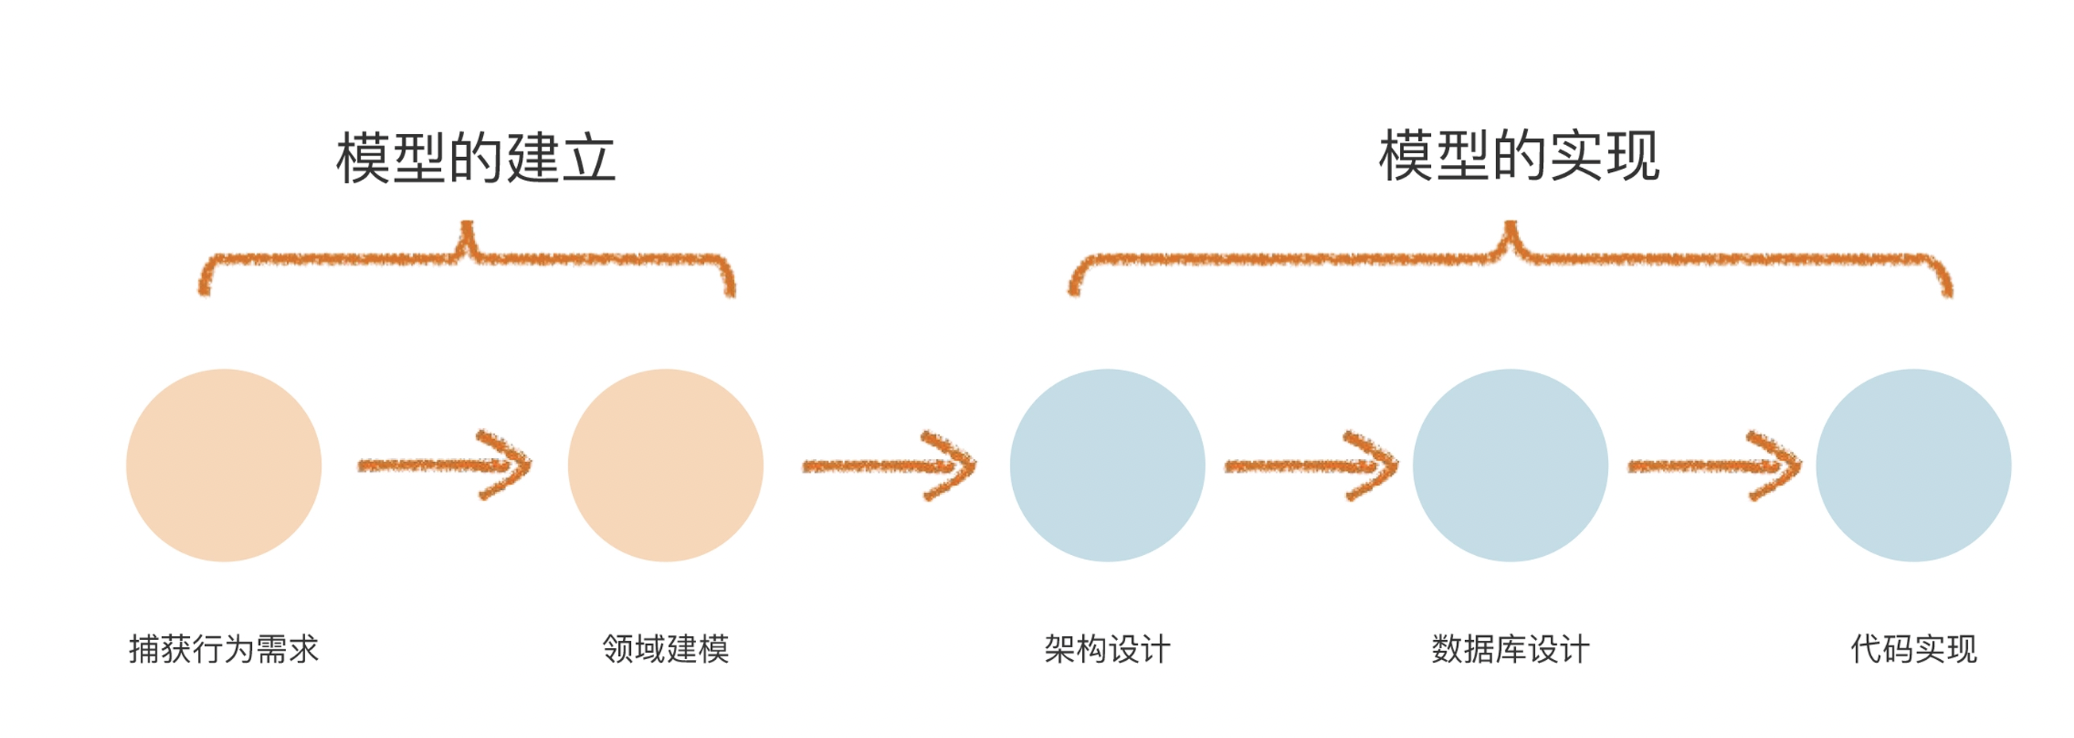 模型的建立
模型的实现
捕获行为需求
领域建模
架构设计
数据库设计
代码实现